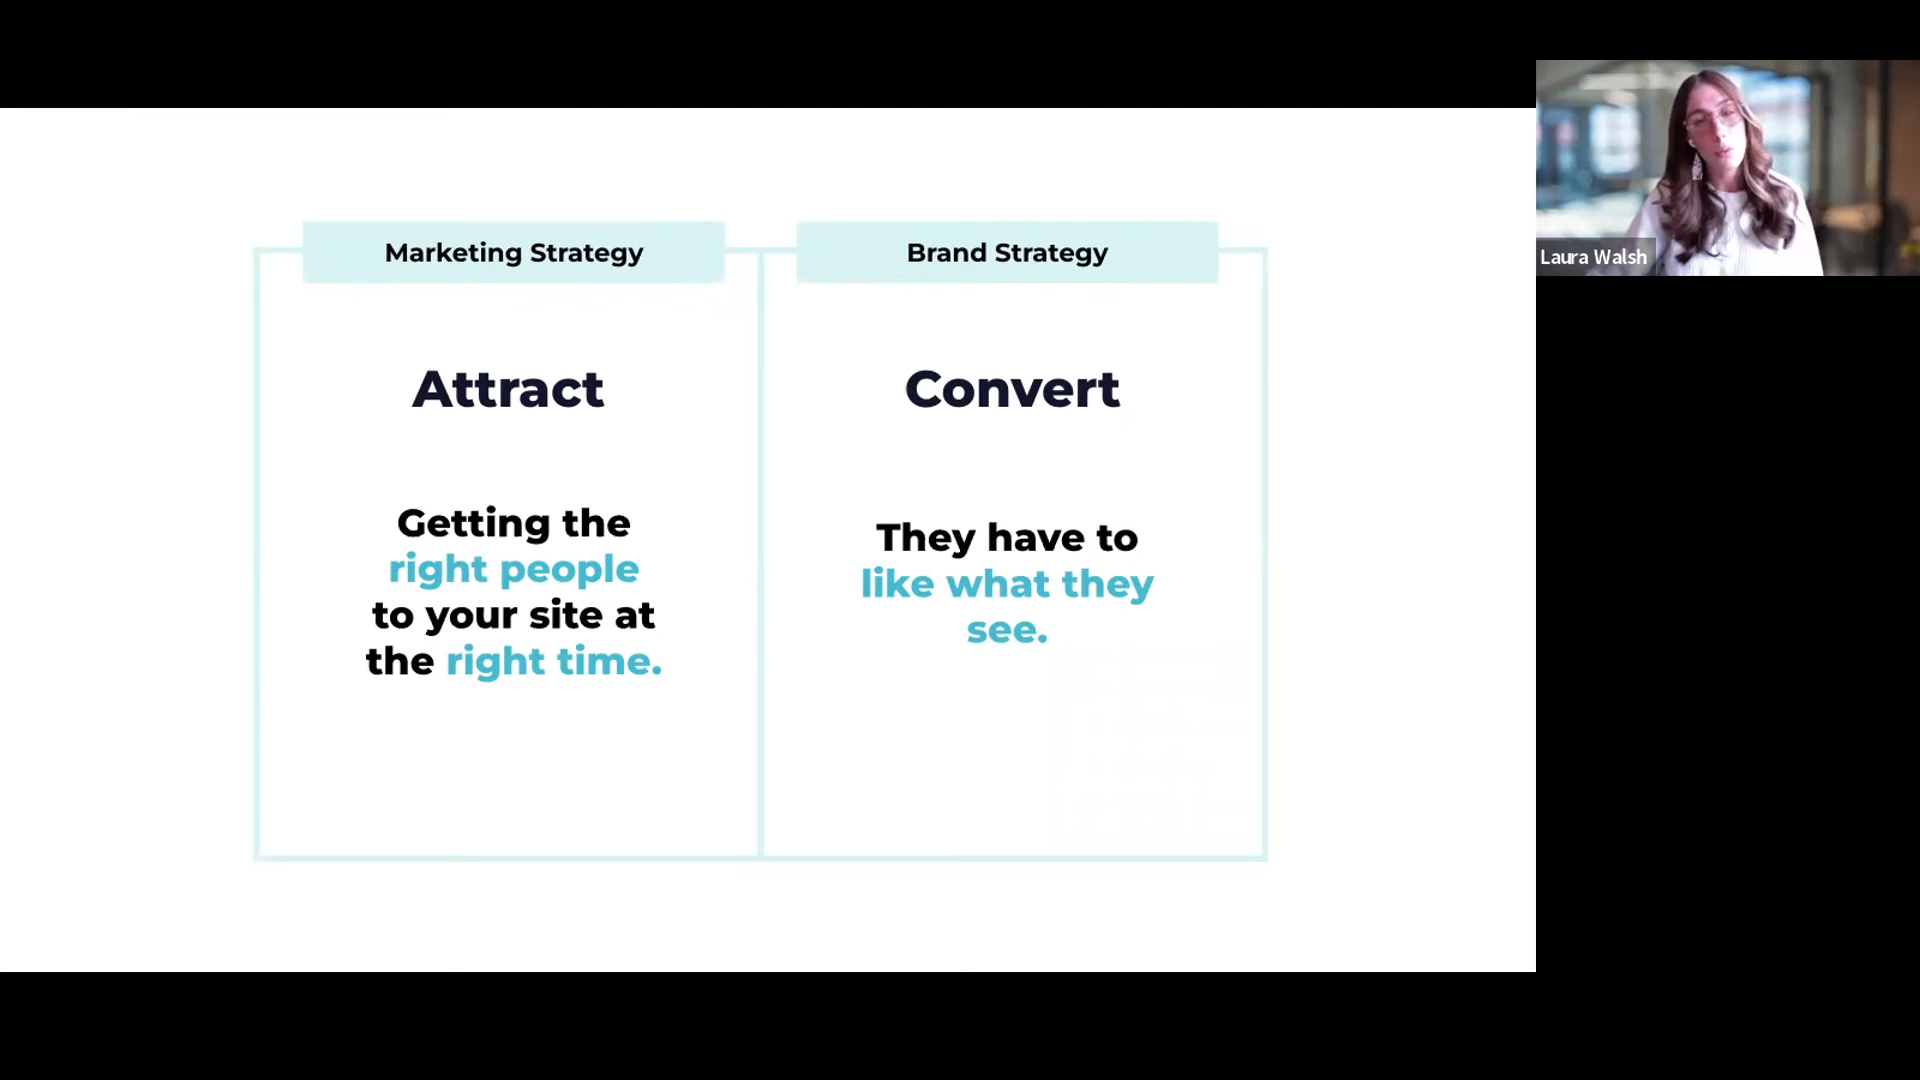 Marketing Strategy
Attract
Getting the
right people
to your site at
the right time.
Brand Strategy
Convert
They have to
like what they
see.
Laura Walsh